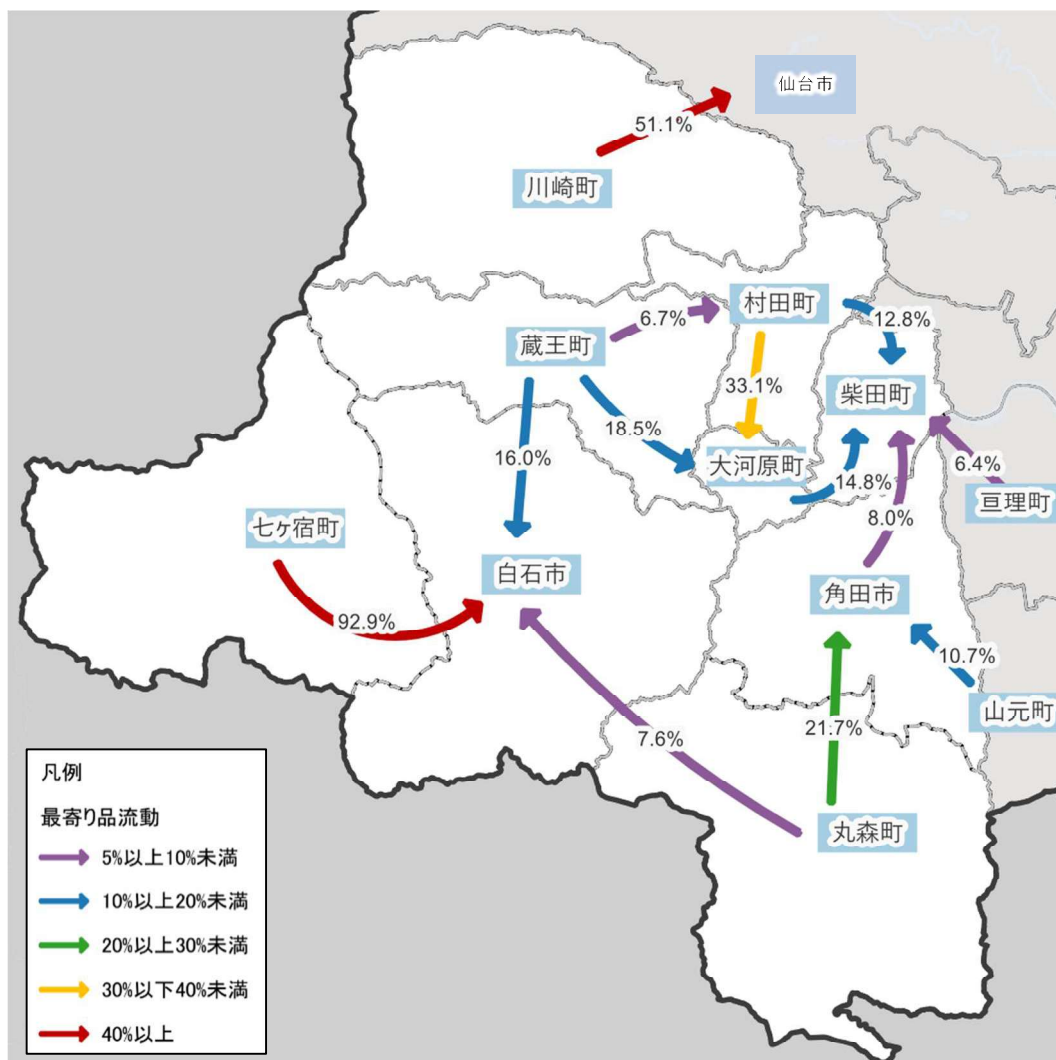 仙台市
51.1%
川崎町
村田町
6.7%
12.8%
蔵王町
33.1%
柴田町
18.5%
16.0%
大河原町
14.8%
6.4%
亘理町
七ヶ宿町
8.0%
白石市
角田市
92.9%
10.7%
山元町
7.6%
21.7%
丸森町
凡例
最寄り品流動
5%以上10%未満
10%以上20%未満
20%以上30%未満
30%以下40%未満
40%以上